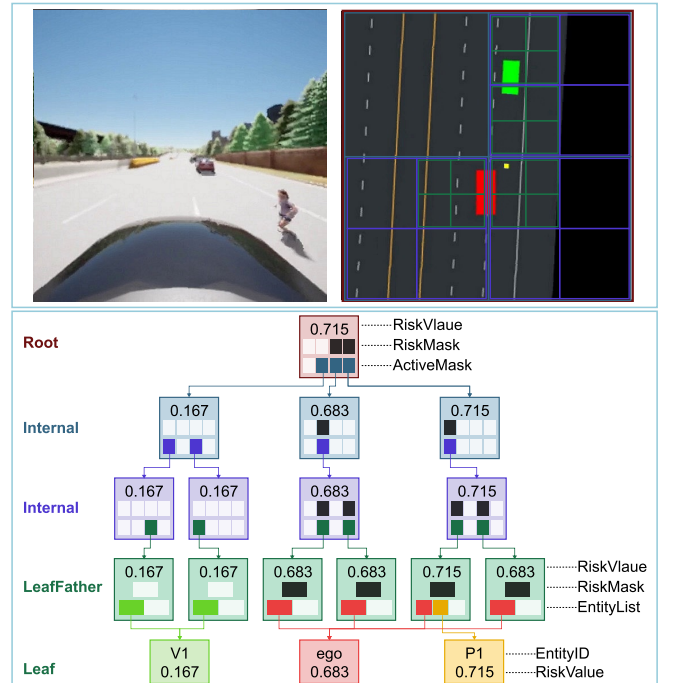 Root
0.715
RiskVlaue
RiskMask
ActiveMask
Internal
0.167
0.683
0.715
Internal
0.167
0.167
0.683
0.715
LeafFather
0.167
0.167
0.683
0.683
0.715
0.683
RiskVlaue
RiskMask
EntityList
Leaf
V1
0.167
ego
0.683
P1
0.715
EntityID
RiskValue